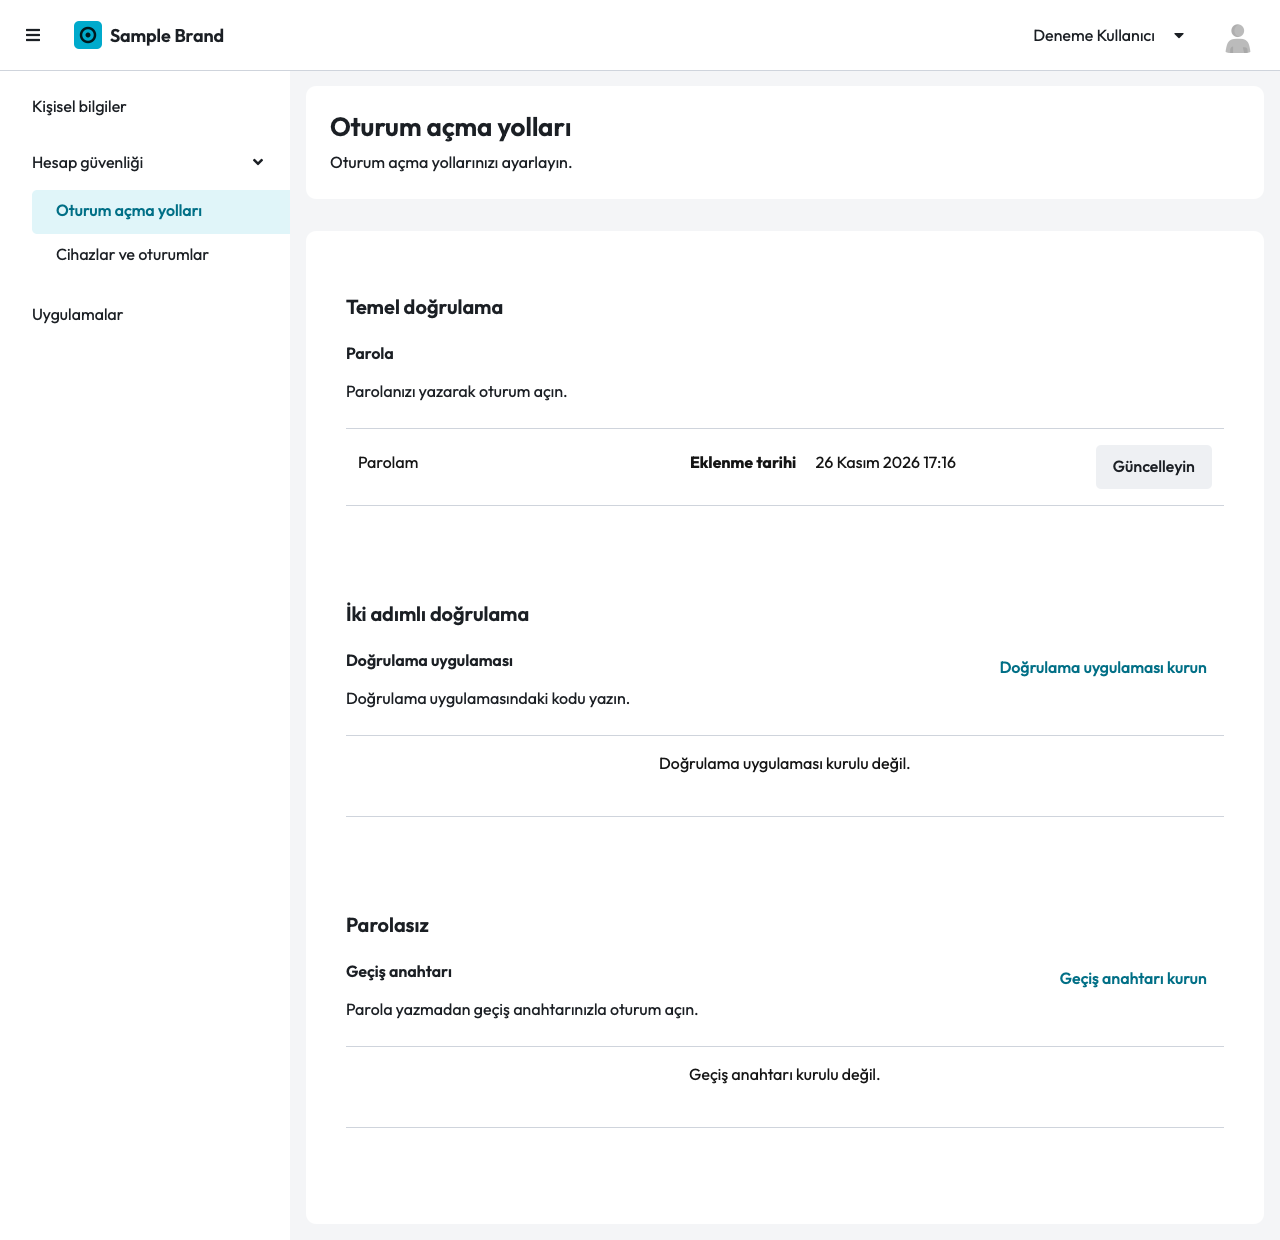 Sample Brand
Deneme Kullanıcı
Kişisel bilgiler
Hesap güvenliği
Oturum açma yolları
Cihazlar ve oturumlar
Uygulamalar
Oturum açma yolları
Oturum açma yollarınızı ayarlayın.
Temel doğrulama
Parola
Parolanızı yazarak oturum açın.
Parolam Eklenme tarihi 26 Kasım 2026 17:16 Güncelleyin
İki adımlı doğrulama
Doğrulama uygulaması
Doğrulama uygulaması kurun
Doğrulama uygulamasındaki kodu yazın.
Doğrulama uygulaması kurulu değil.
Parolasız
Geçiş anahtarı
Geçiş anahtarı kurun
Parola yazmadan geçiş anahtarınızla oturum açın.
Geçiş anahtarı kurulu değil.